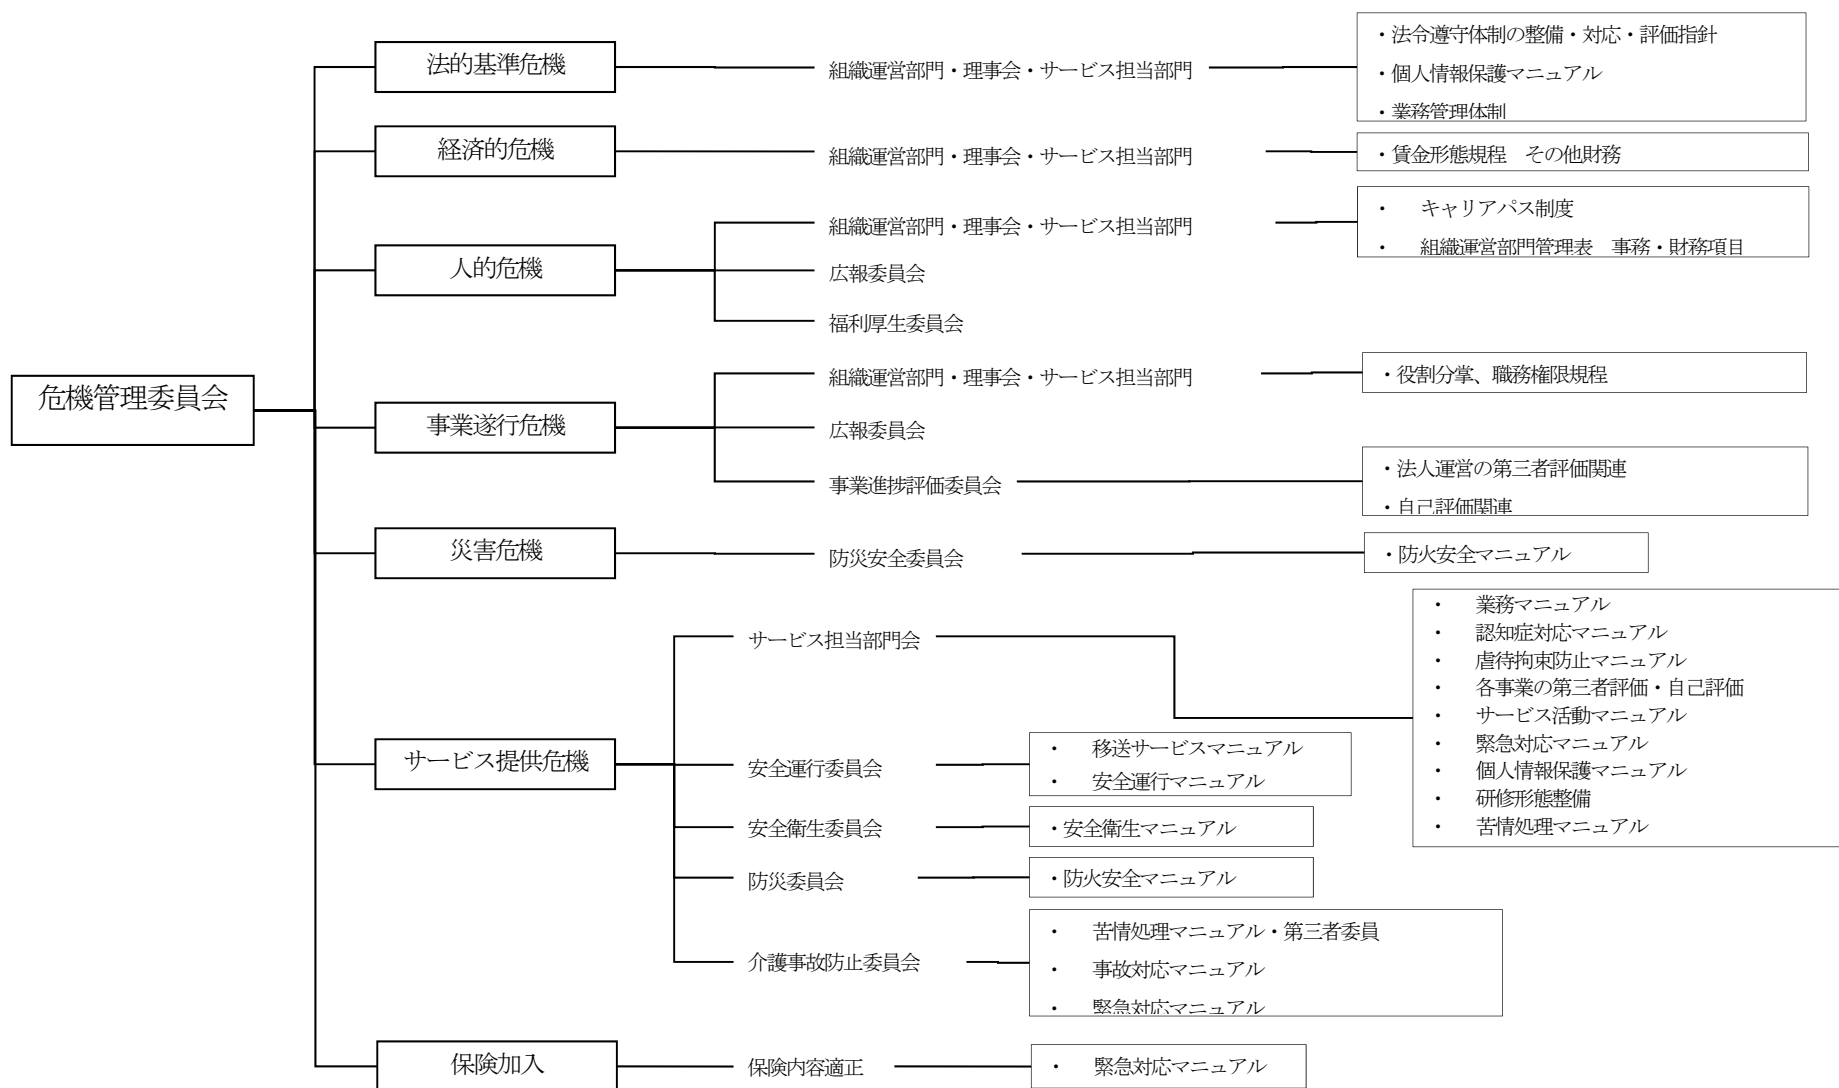 法的基準危機
組織運営部門・理事会・サービス担当部門
・法令遵守体制の整備・対応・評価指針
・個人情報保護マニュアル
・業務管理体制
経済的危機
組織運営部門・理事会・サービス担当部門
・賃金形態規程　その他財務
人的危機
組織運営部門・理事会・サービス担当部門
・　キャリアパス制度
・　組織運営部門管理表　事務・財務項目
広報委員会
福利厚生委員会
危機管理委員会
事業遂行危機
組織運営部門・理事会・サービス担当部門
・役割分掌、職務権限規程
広報委員会
事業進捗評価委員会
・法人運営の第三者評価関連
・自己評価関連
災害危機
防災安全委員会
・防火安全マニュアル
サービス提供危機
サービス担当部門会
・　業務マニュアル
・　認知症対応マニュアル
・　虐待拘束防止マニュアル
・　各事業の第三者評価・自己評価
・　サービス活動マニュアル
・　緊急対応マニュアル
・　個人情報保護マニュアル
・　研修形態整備
・　苦情処理マニュアル
安全運行委員会
・　移送サービスマニュアル
・　安全運行マニュアル
安全衛生委員会
・安全衛生マニュアル
防災委員会
・防火安全マニュアル
介護事故防止委員会
・　苦情処理マニュアル・第三者委員
・　事故対応マニュアル
・　緊急対応マニュアル
保険加入
保険内容適正
・　緊急対応マニュアル